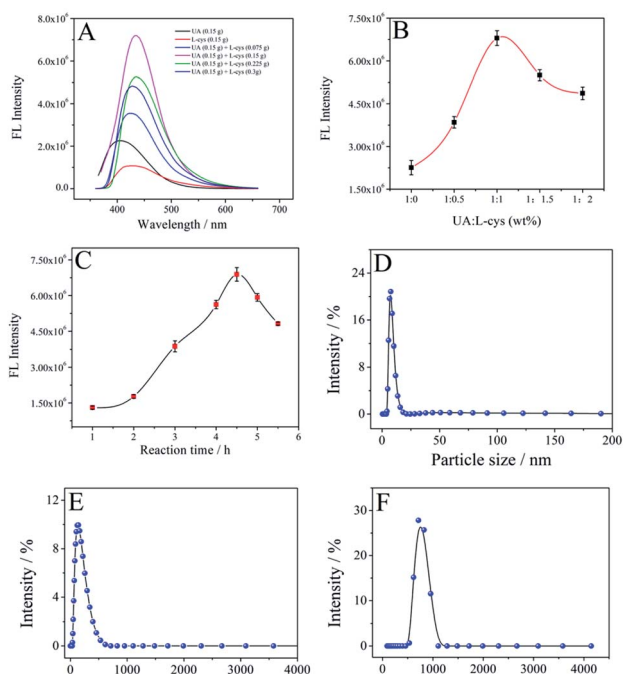 A
FL Intensity
8.0x10⁶
6.0x10⁶
4.0x10⁶
2.0x10⁶
0.0
UA (0.15 g)
L-cys (0.15 g)
UA (0.15 g) + L-cys (0.075 g)
UA (0.15 g) + L-cys (0.15 g)
UA (0.15 g) + L-cys (0.225 g)
UA (0.15 g) + L-cys (0.3g)
400 500 600 700
Wavelength / nm
B
FL Intensity
7.50x10⁶
6.00x10⁶
4.50x10⁶
3.00x10⁶
1.50x10⁶
1:0 1:0.5 1:1 1: 1.5 1: 2
UA:L-cys (wt%)
C
FL Intensity
7.50x10⁶
6.00x10⁶
4.50x10⁶
3.00x10⁶
1.50x10⁶
1 2 3 4 5 6
Reaction time / h
D
Intensity / %
24
18
12
6
0
0 50 100 150 200
Particle size / nm
E
Intensity / %
12
8
4
0
0 1000 2000 3000 4000
F
Intensity / %
30
20
10
0
0 1000 2000 3000 4000